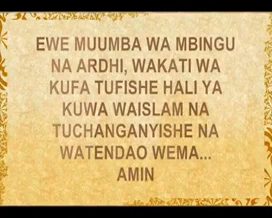 EWE MUUMBA WA MBINGU
NA ARDHI, WAKATI WA
KUFA TUFISHE HALI YA
KUWA WAISLAM NA
TUCHANGANYISHE NA
WATENDAO WEMA...
AMIN